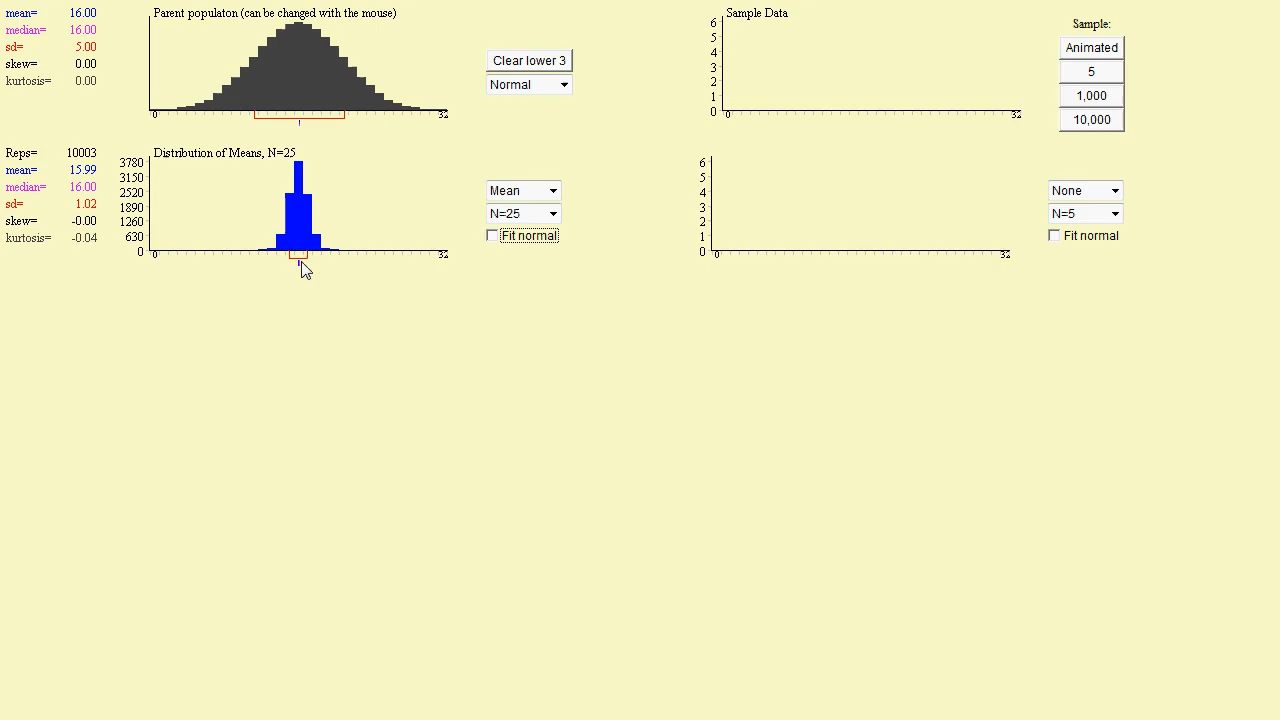 mean= 16.00
median= 16.00
sd= 5.00
skew= 0.00
kurtosis= 0.00
Parent populaton (can be changed with the mouse)
0 32
Clear lower 3
Normal
Sample Data
6
5
4
3
2
1
0
0 32
Sample:
Animated
5
1,000
10,000
Reps= 10003
mean= 15.99
median= 16.00
sd= 1.02
skew= -0.00
kurtosis= -0.04
Distribution of Means, N=25
3780
3150
2520
1890
1260
630
0
0 32
Mean
N=25
Fit normal
6
5
4
3
2
1
0
0 32
None
N=5
Fit normal